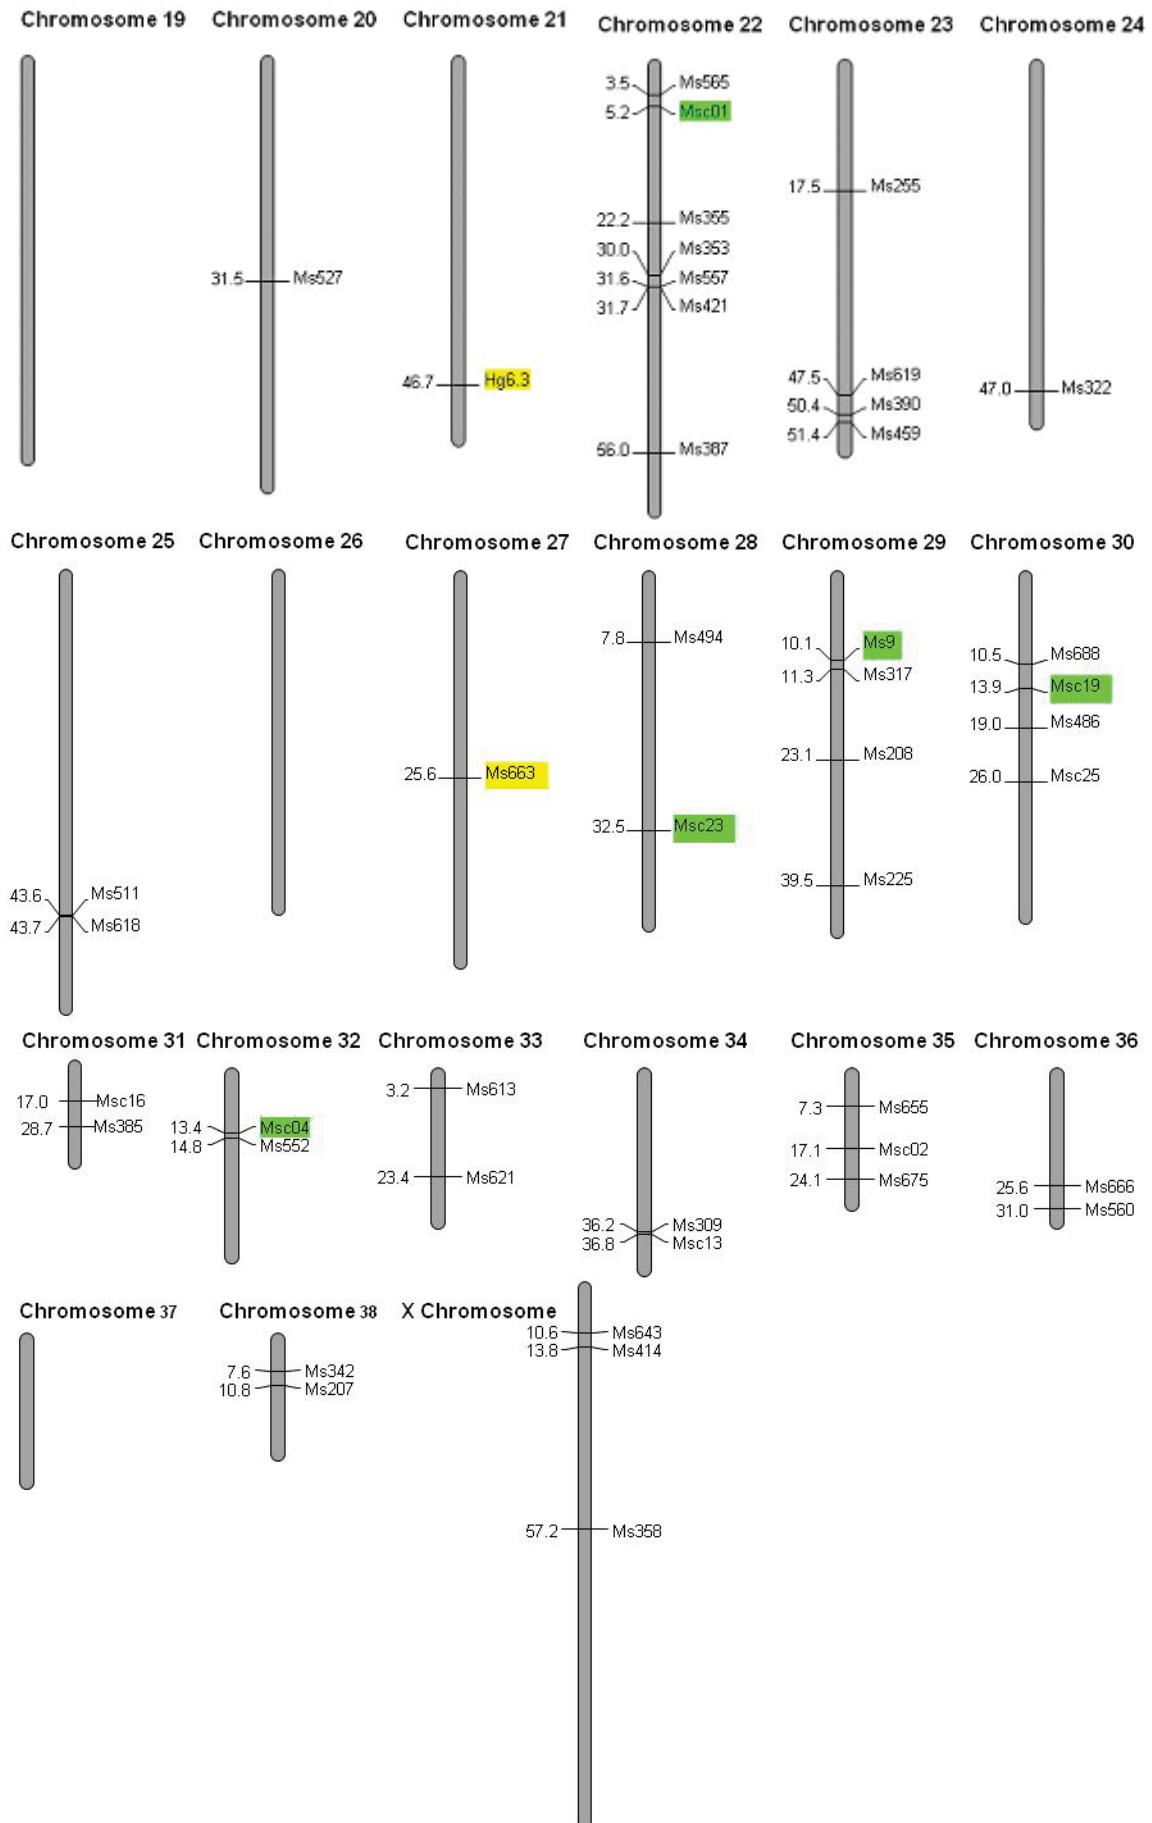 Chromosome 19
Chromosome 20
Chromosome 21
Chromosome 22
Chromosome 23
Chromosome 24
31.5 Ms527
46.7 Hg6.3
3.5 Ms565
5.2 Msc01
22.2 Ms355
30.0 Ms353
31.6 Ms557
31.7 Ms421
56.0 Ms387
17.5 Ms255
47.5 Ms619
50.4 Ms390
51.4 Ms459
47.0 Ms322
Chromosome 25
Chromosome 26
Chromosome 27
Chromosome 28
Chromosome 29
Chromosome 30
43.6 Ms511
43.7 Ms618
25.6 Ms663
7.8 Ms494
32.5 Msc23
10.1 Ms9
11.3 Ms317
23.1 Ms208
39.5 Ms225
10.5 Ms688
13.9 Msc19
19.0 Ms486
26.0 Msc25
Chromosome 31
Chromosome 32
Chromosome 33
Chromosome 34
Chromosome 35
Chromosome 36
17.0 Msc16
28.7 Ms385
13.4 Msc04
14.8 Ms552
3.2 Ms613
23.4 Ms621
36.2 Ms309
36.8 Msc13
7.3 Ms655
17.1 Msc02
24.1 Ms675
25.6 Ms666
31.0 Ms560
Chromosome 37
Chromosome 38
X Chromosome
7.6 Ms342
10.8 Ms207
10.6 Ms643
13.8 Ms414
57.2 Ms358